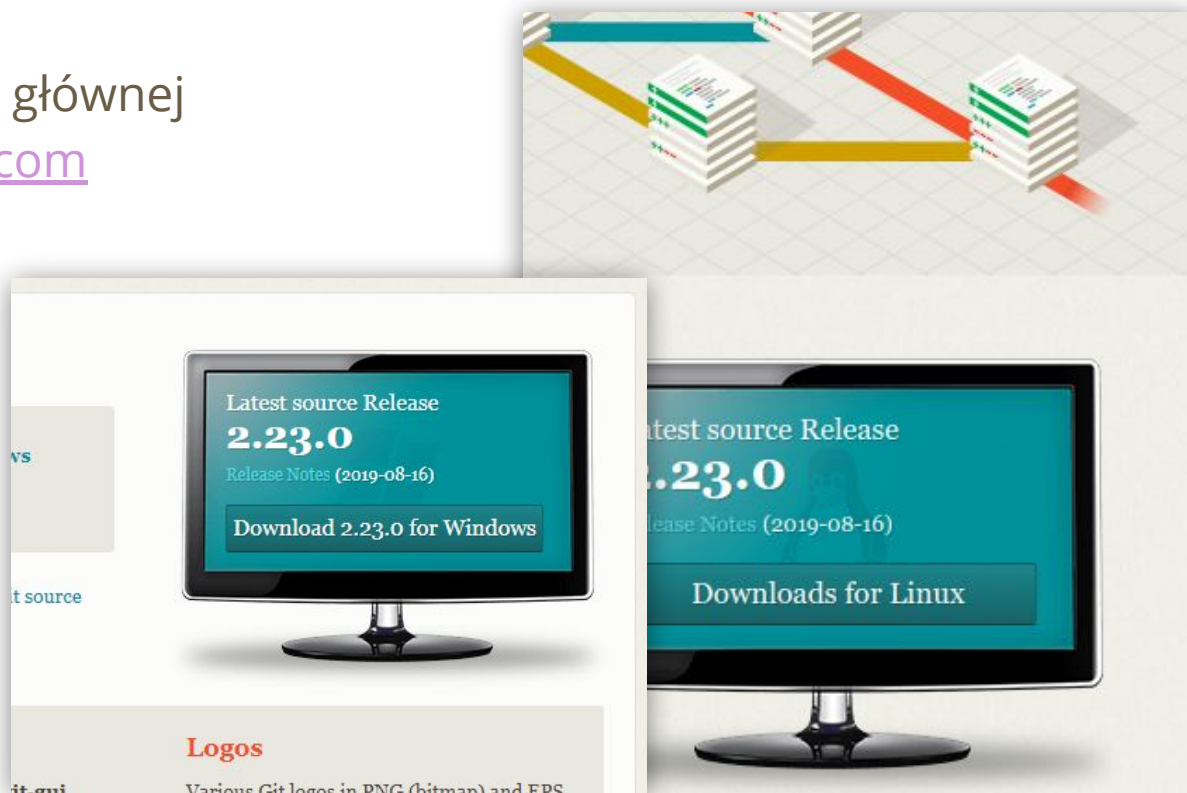 głównej
com
Latest source Release
2.23.0
Release Notes (2019-08-16)
Download 2.23.0 for Windows
source
Logos
Various Git logos in PNG (bitmap) and EPS
source Release
.23.0
Notes (2019-08-16)
Downloads for Linux